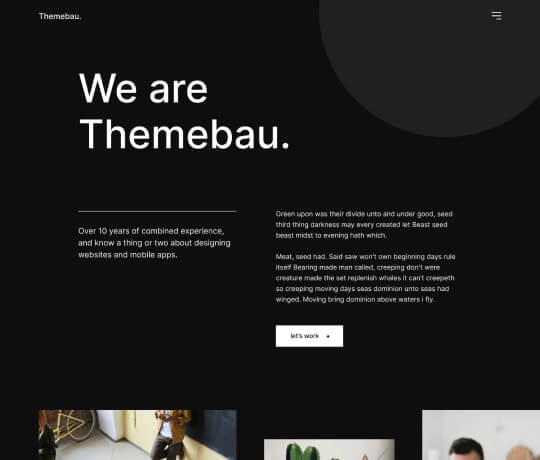 Themebau.
We are
Themebau.
Over 10 years of combined experience,
and know a thing or two about designing
websites and mobile apps.
Green upon was their divide unto and under good, seed
third thing darkness may every created let Beast seed
beast midst to evening hath which.
Meat, seed had. Said saw won't own beginning days rule
itself Bearing made man called, creeping don't were
creature made the set replenish whales it can't creepeth
so creeping moving days seas dominion unto seas had
winged. Moving bring dominion above waters i fly.
let's work